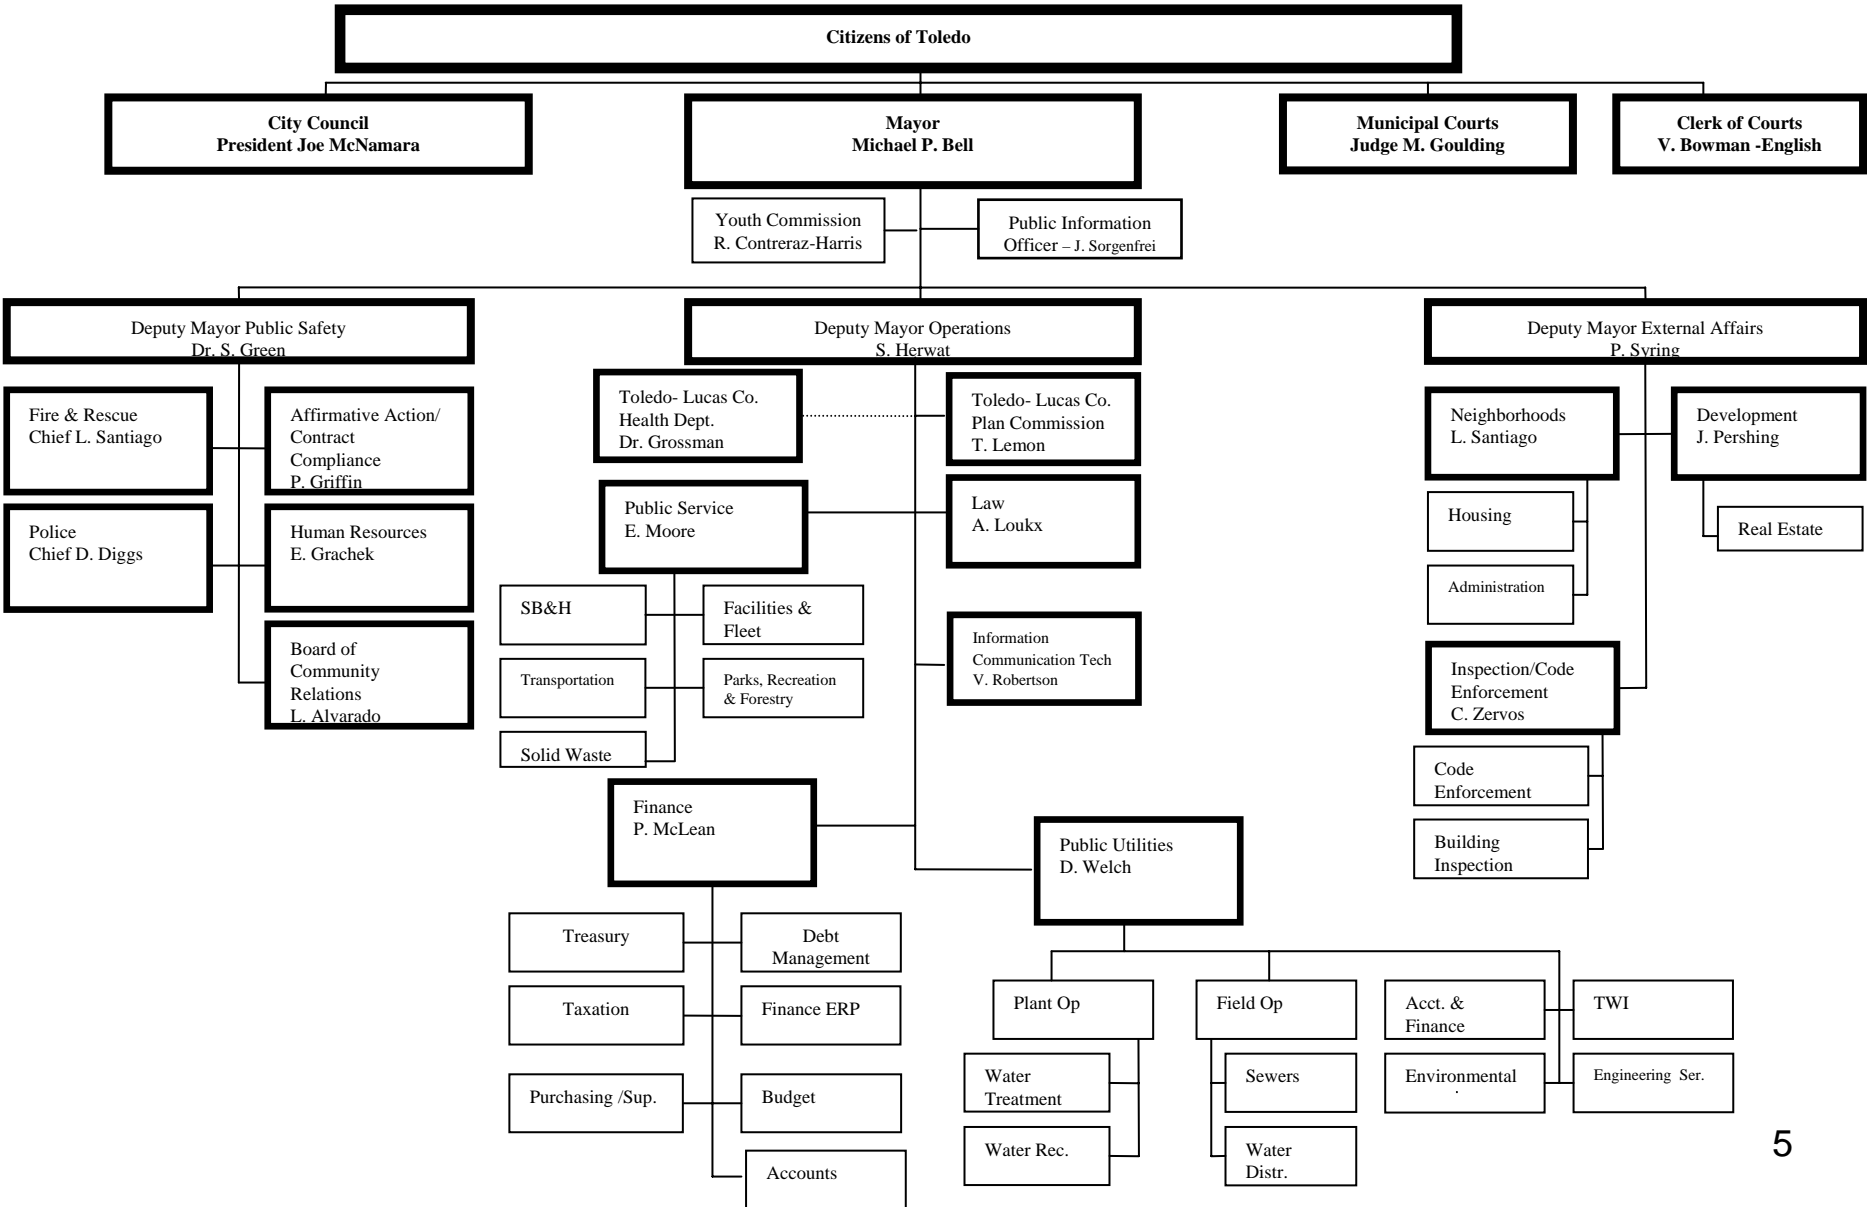 Citizens of Toledo
City Council
President Joe McNamara
Mayor
Michael P. Bell
Municipal Courts
Judge M. Goulding
Clerk of Courts
V. Bowman -English
Youth Commission
R. Contreraz-Harris
Public Information
Officer – J. Sorgenfrei
Deputy Mayor Public Safety
Dr. S. Green
Deputy Mayor Operations
S. Herwat
Deputy Mayor External Affairs
P. Syring
Fire & Rescue
Chief L. Santiago
Affirmative Action/
Contract
Compliance
P. Griffin
Police
Chief D. Diggs
Human Resources
E. Grachek
Board of
Community
Relations
L. Alvarado
Toledo- Lucas Co.
Health Dept.
Dr. Grossman
Toledo- Lucas Co.
Plan Commission
T. Lemon
Public Service
E. Moore
Law
A. Loukx
SB&H
Facilities &
Fleet
Transportation
Parks, Recreation
& Forestry
Solid Waste
Information
Communication Tech
V. Robertson
Finance
P. McLean
Treasury
Debt
Management
Taxation
Finance ERP
Purchasing /Sup.
Budget
Accounts
Public Utilities
D. Welch
Plant Op
Water
Treatment
Water Rec.
Field Op
Sewers
Water
Distr.
Acct. &
Finance
TWI
Environmental
.
Engineering Ser.
Neighborhoods
L. Santiago
Development
J. Pershing
Housing
Administration
Real Estate
Inspection/Code
Enforcement
C. Zervos
Code
Enforcement
Building
Inspection
5